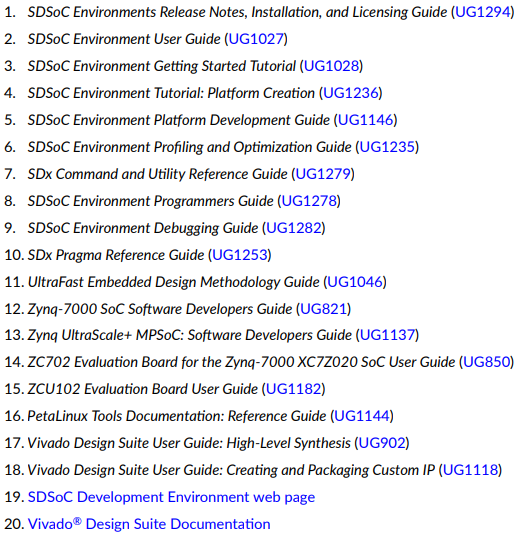 1. SDSoC Environments Release Notes, Installation, and Licensing Guide (UG1294)
2. SDSoC Environment User Guide (UG1027)
3. SDSoC Environment Getting Started Tutorial (UG1028)
4. SDSoC Environment Tutorial: Platform Creation (UG1236)
5. SDSoC Environment Platform Development Guide (UG1146)
6. SDSoC Environment Profiling and Optimization Guide (UG1235)
7. SDx Command and Utility Reference Guide (UG1279)
8. SDSoC Environment Programmers Guide (UG1278)
9. SDSoC Environment Debugging Guide (UG1282)
10. SDx Pragma Reference Guide (UG1253)
11. UltraFast Embedded Design Methodology Guide (UG1046)
12. Zynq-7000 SoC Software Developers Guide (UG821)
13. Zynq UltraScale+ MPSoC: Software Developers Guide (UG1137)
14. ZC702 Evaluation Board for the Zynq-7000 XC7Z020 SoC User Guide (UG850)
15. ZCU102 Evaluation Board User Guide (UG1182)
16. PetaLinux Tools Documentation: Reference Guide (UG1144)
17. Vivado Design Suite User Guide: High-Level Synthesis (UG902)
18. Vivado Design Suite User Guide: Creating and Packaging Custom IP (UG1118)
19. SDSoC Development Environment web page
20. Vivado® Design Suite Documentation